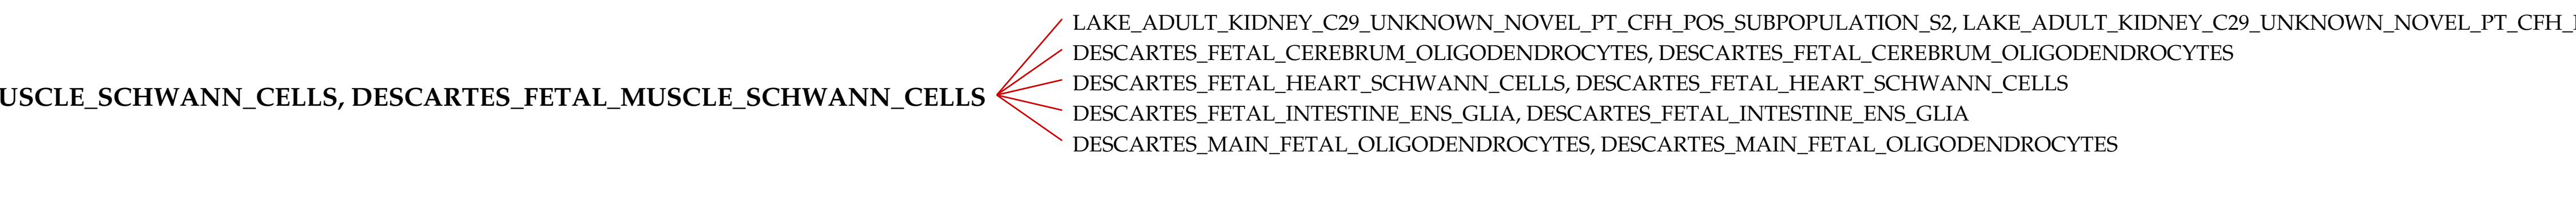 LAKE_ADULT_KIDNEY_C29_UNKNOWN_NOVEL_PT_CFH_POS_SUBPOPULATION_S2, LAKE_ADULT_KIDNEY_C29_UNKNOWN_NOVEL_PT_CFH_
DESCARTES_FETAL_CEREBRUM_OLIGODENDROCYTES, DESCARTES_FETAL_CEREBRUM_OLIGODENDROCYTES
DESCARTES_FETAL_HEART_SCHWANN_CELLS, DESCARTES_FETAL_HEART_SCHWANN_CELLS
USCLE_SCHWANN_CELLS, DESCARTES_FETAL_MUSCLE_SCHWANN_CELLS
DESCARTES_FETAL_INTESTINE_ENS_GLIA, DESCARTES_FETAL_INTESTINE_ENS_GLIA
DESCARTES_MAIN_FETAL_OLIGODENDROCYTES, DESCARTES_MAIN_FETAL_OLIGODENDROCYTES